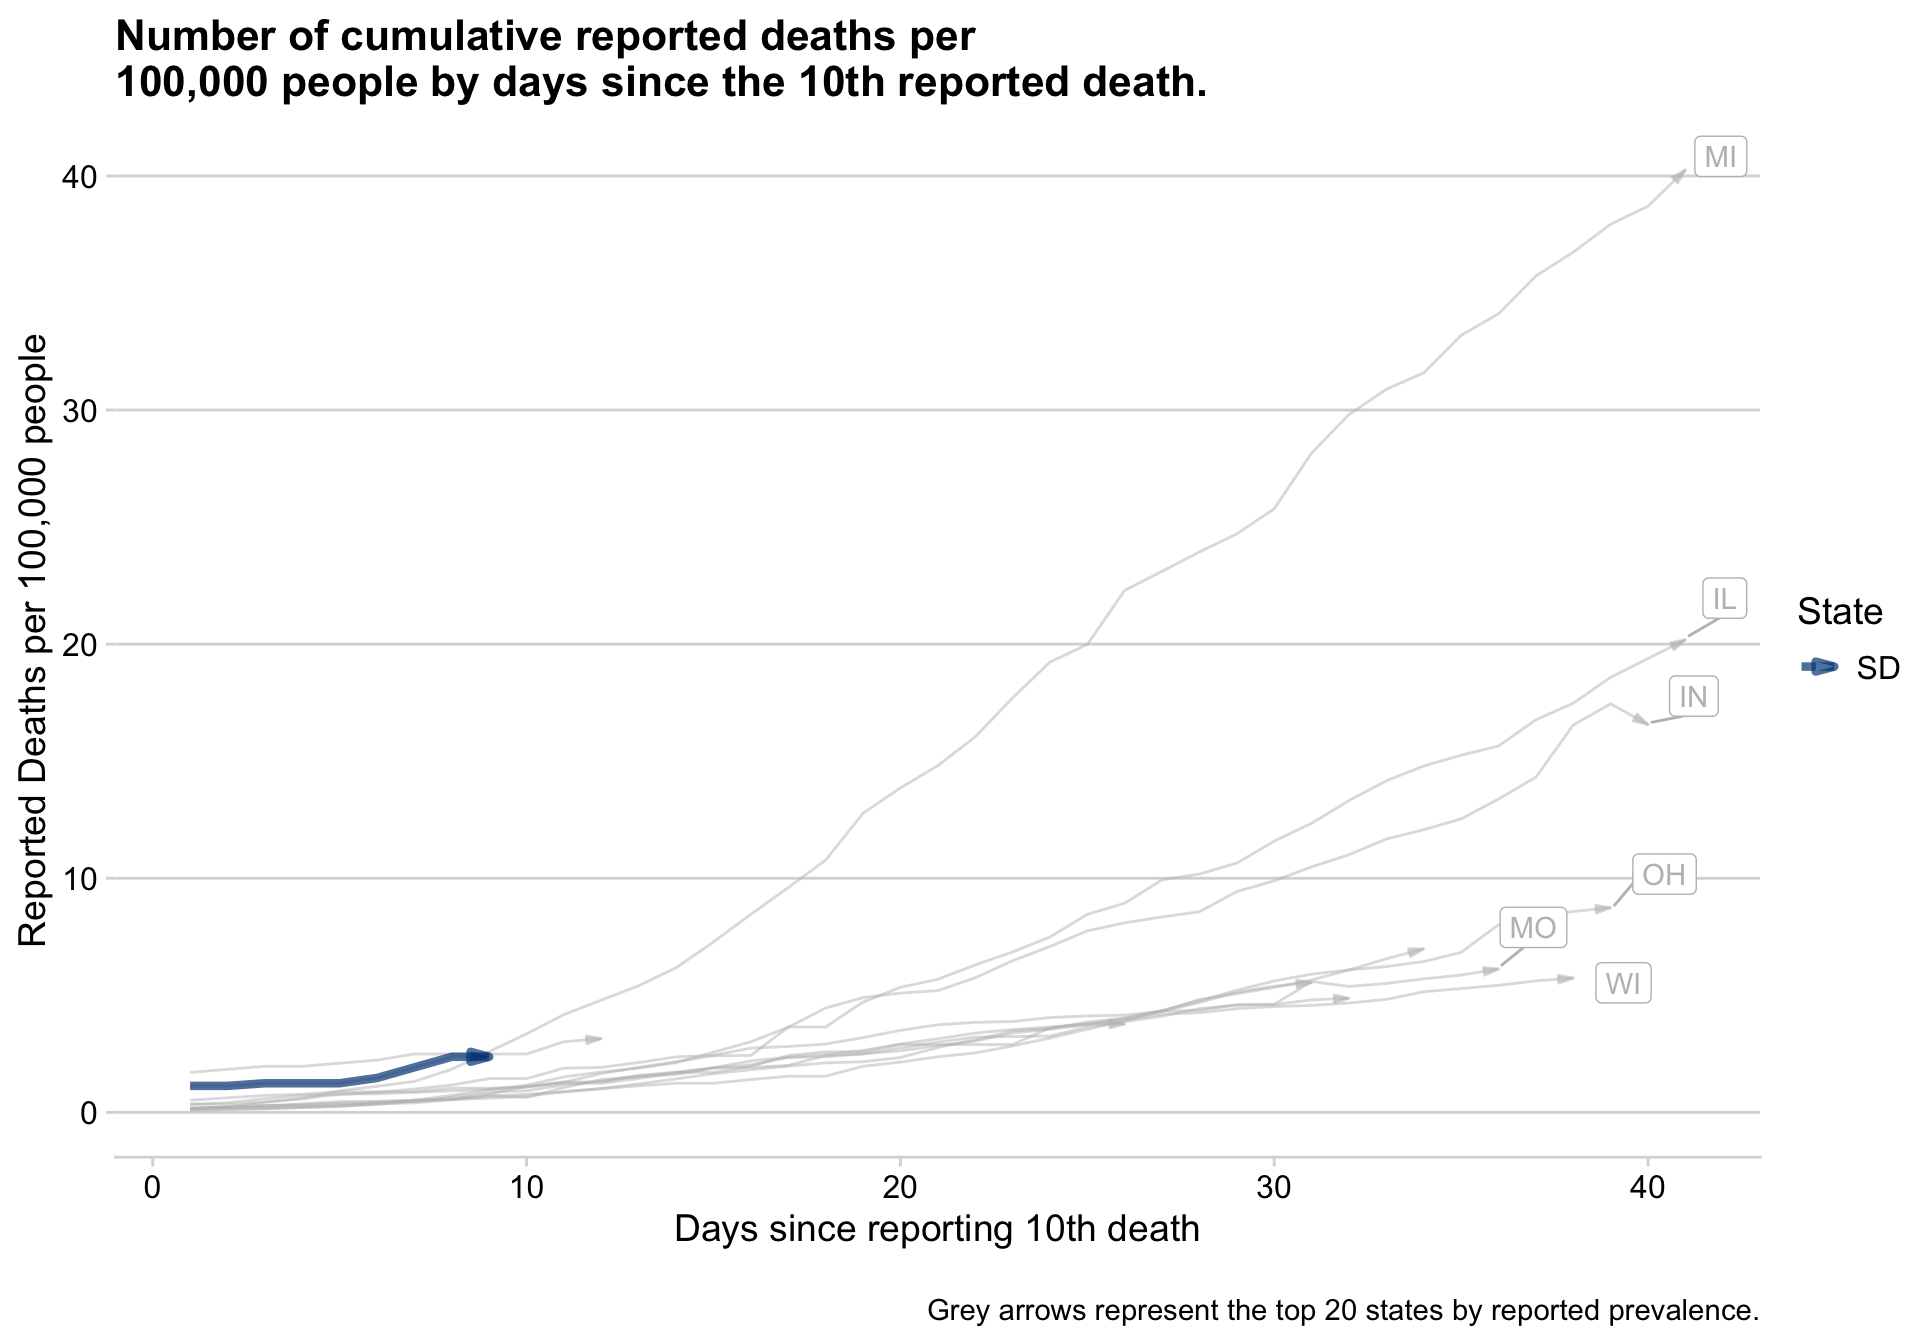 Number of cumulative reported deaths per
100,000 people by days since the 10th reported death.
Reported Deaths per 100,000 people
40
30
20
10
0
MI
IL
IN
OH
MO
WI
State
SD
0
10
20
30
40
Days since reporting 10th death
Grey arrows represent the top 20 states by reported prevalence.